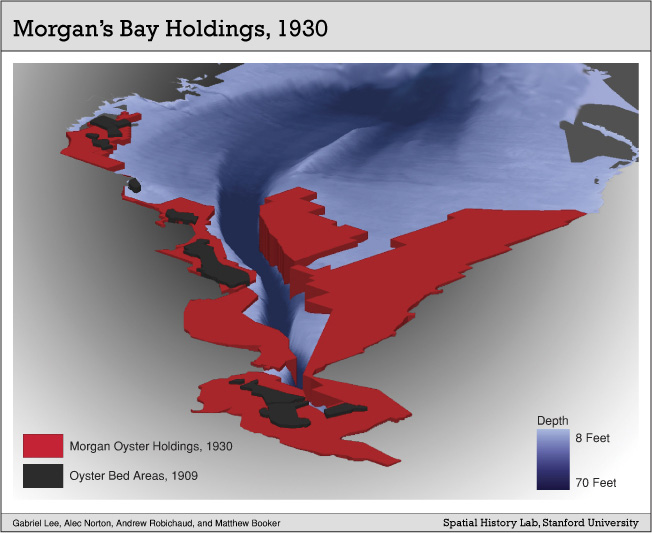 Morgan's Bay Holdings, 1930
Morgan Oyster Holdings, 1930
Oyster Bed Areas, 1909
Depth
8 Feet
70 Feet
Gabriel Lee, Alec Norton, Andrew Robichaud, and Matthew Booker
Spatial History Lab, Stanford University